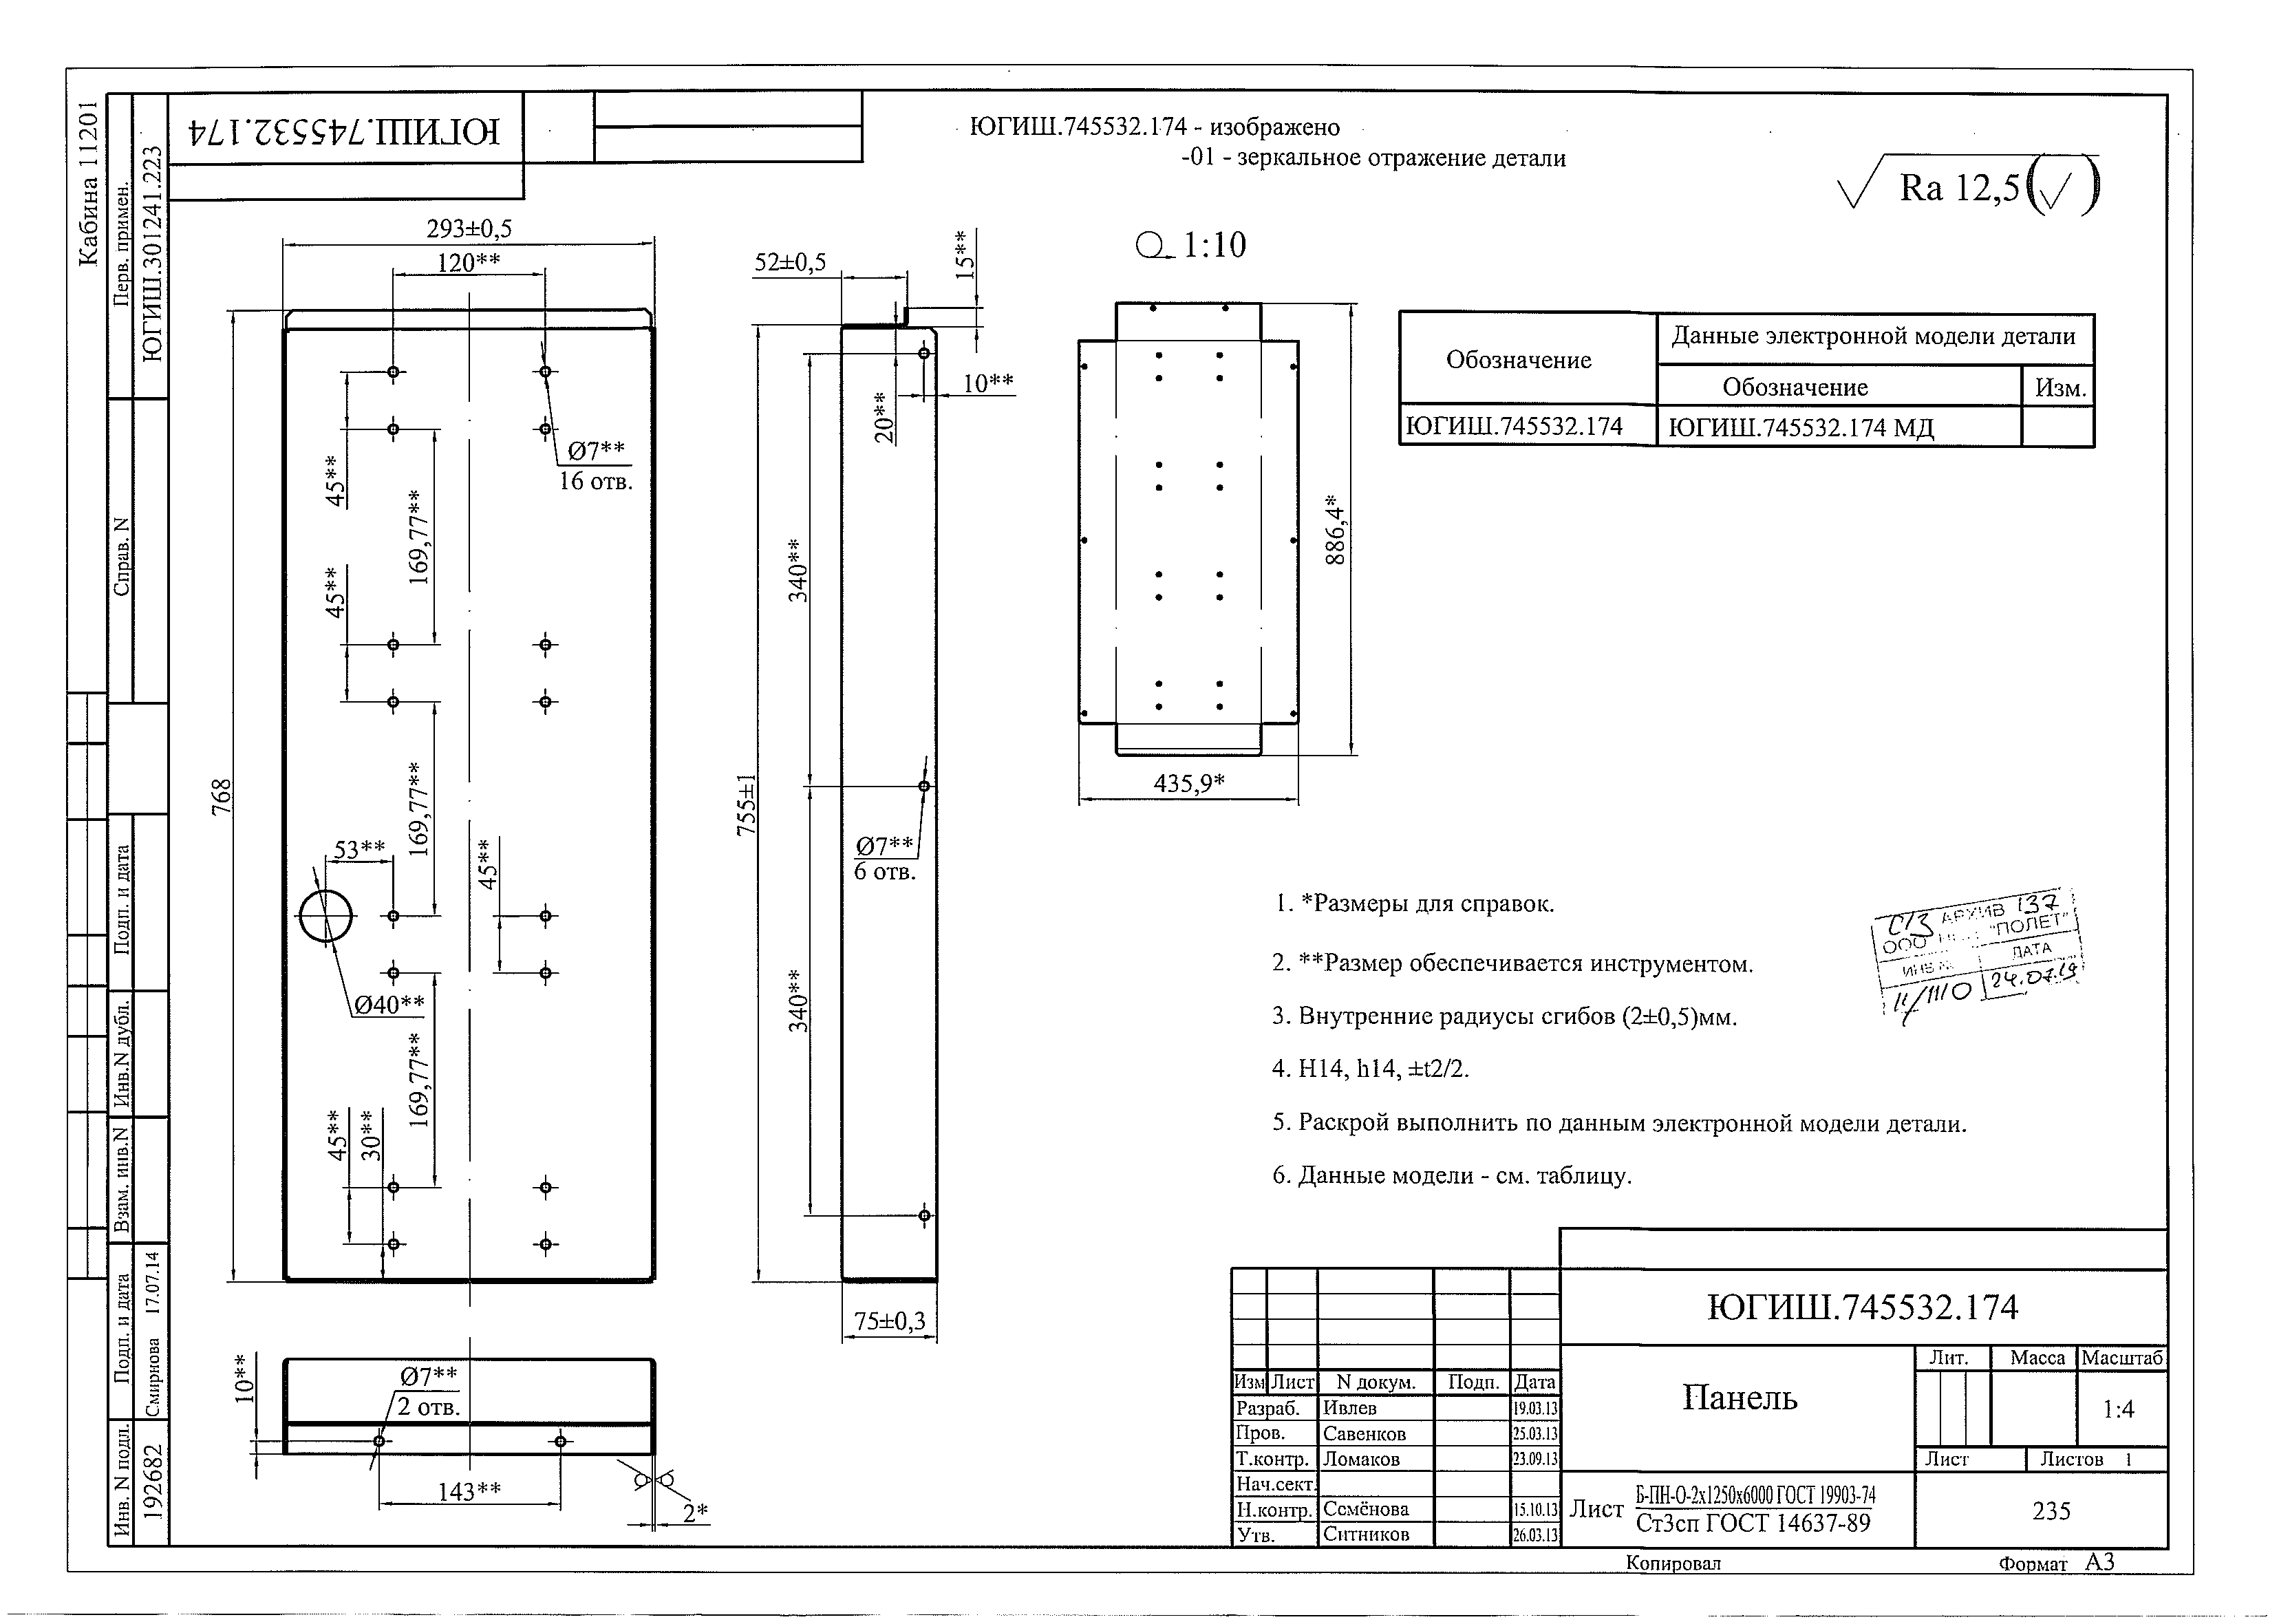 Кабина 11201
Перв. примен.
ЮГИШ.301241.223
Справ. N
Подп. и дата
Инв.N дубл.
Взам. инв.N
Подп. и дата
Смирнова 17.07.14
Инв. N подл.
192682
ЮГИШ.745532.174
ЮГИШ.745532.174 - изображено
-01 - зеркальное отражение детали
Ra 12,5
293±0,5
120**
45**
45**
169,77**
Ø7**
16 отв.
768
169,77**
53**
45**
Ø40**
169,77**
45**
30**
52±0,5
15**
10**
20**
340**
755±1
Ø7**
6 отв.
340**
75±0,3
1:10
886,4*
435,9*
10**
Ø7**
2 отв.
143**
2*
Обозначение
Данные электронной модели детали
Обозначение Изм.
ЮГИШ.745532.174 ЮГИШ.745532.174 МД
1. *Размеры для справок.
2. **Размер обеспечивается инструментом.
3. Внутренние радиусы сгибов (2±0,5)мм.
4. H14, h14, ±t2/2.
5. Раскрой выполнить по данным электронной модели детали.
6. Данные модели - см. таблицу.
АРХИВ 137
ООО "ПОЛЕТ"
ИНВ № ДАТА
11/1110 24.07.19
ЮГИШ.745532.174
Изм Лист N докум. Подп. Дата
Разраб. Ивлев 19.03.13
Пров. Савенков 25.03.13
Т.контр. Ломаков 23.09.13
Нач.сект.
Н.контр. Семёнова 15.10.13
Утв. Ситников 26.03.13
Панель
Лит. Масса Масштаб
1:4
Лист Листов 1
Лист Б-ПН-О-2х1250х6000 ГОСТ 19903-74
Ст3сп ГОСТ 14637-89
235
Копировал Формат А3